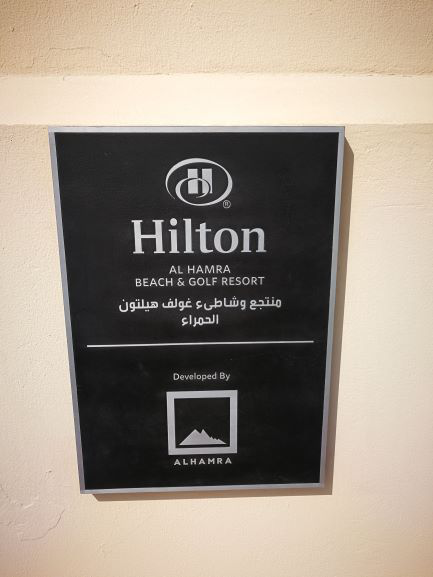 H
®
Hilton
AL HAMRA
BEACH & GOLF RESORT
منتجع وشاطىء غولف هيلتون
الحمراء
Developed By
ALHAMRA